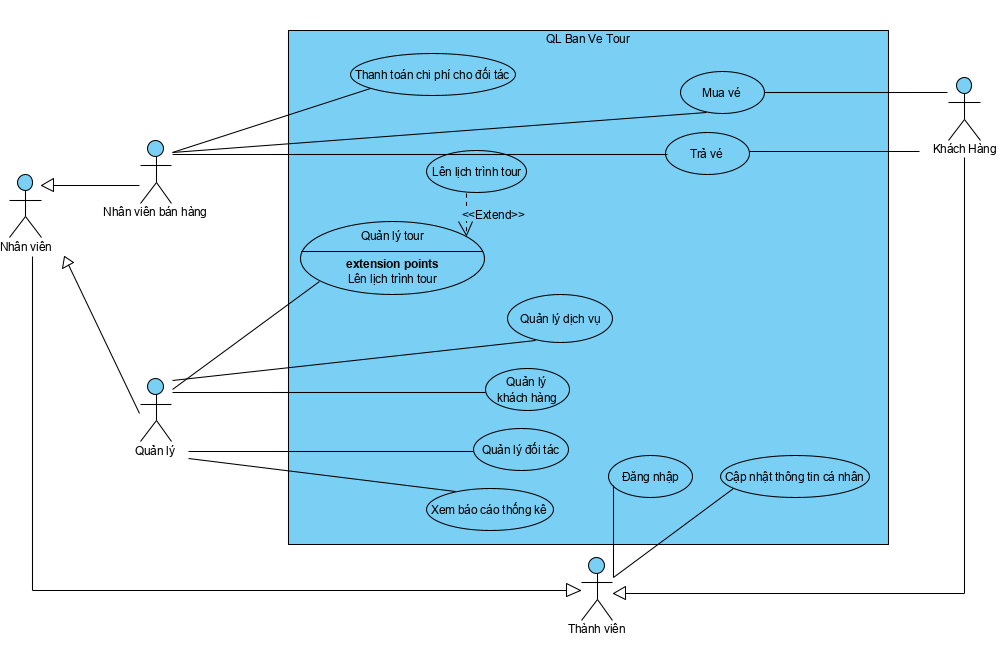 QL Ban Ve Tour
Thanh toán chi phí cho đối tác
Mua vé
Khách Hàng
Trả vé
Lên lịch trình tour
Nhân viên bán hàng
<<Extend>>
Nhân viên
Quản lý tour
extension points
Lên lịch trình tour
Quản lý dịch vụ
Quản lý
khách hàng
Quản lý
Quản lý đối tác
Đăng nhập
Cập nhật thông tin cá nhân
Xem báo cáo thống kê
Thành viên